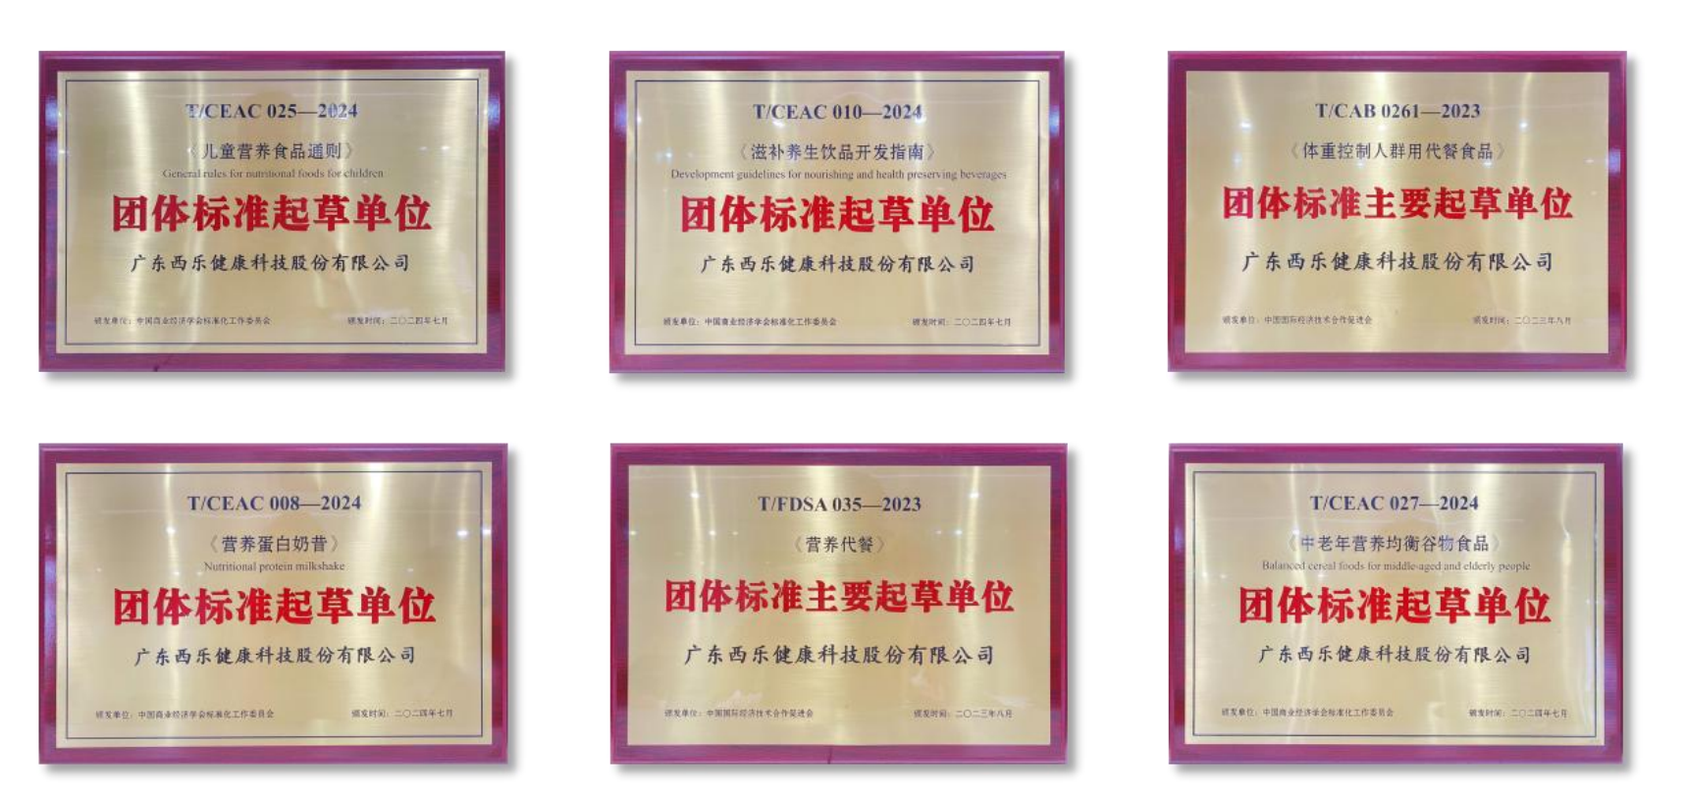 T/CEAC 025—2024
《儿童营养食品通则》
General rules for nutritional foods for children
团体标准起草单位
广东西乐健康科技股份有限公司
颁发单位：中国商业经济学会标准化工作委员会 颁发时间：二〇二四年七月
T/CEAC 010—2024
《滋补养生饮品开发指南》
Development guidelines for nourishing and health preserving beverages
团体标准起草单位
广东西乐健康科技股份有限公司
颁发单位：中国商业经济学会标准化工作委员会 颁发时间：二〇二四年七月
T/CAB 0261—2023
《体重控制人群用代餐食品》
团体标准主要起草单位
广东西乐健康科技股份有限公司
颁发单位：中国国际经济技术合作促进会 颁发时间：二〇二三年八月
T/CEAC 008—2024
《营养蛋白奶昔》
Nutritional protein milkshake
团体标准起草单位
广东西乐健康科技股份有限公司
颁发单位：中国商业经济学会标准化工作委员会 颁发时间：二〇二四年七月
T/FDSA 035—2023
《营养代餐》
团体标准主要起草单位
广东西乐健康科技股份有限公司
颁发单位：中国国际经济技术合作促进会 颁发时间：二〇二三年八月
T/CEAC 027—2024
《中老年营养均衡谷物食品》
Balanced cereal foods for middle-aged and elderly people
团体标准起草单位
广东西乐健康科技股份有限公司
颁发单位：中国商业经济学会标准化工作委员会 颁发时间：二〇二四年七月